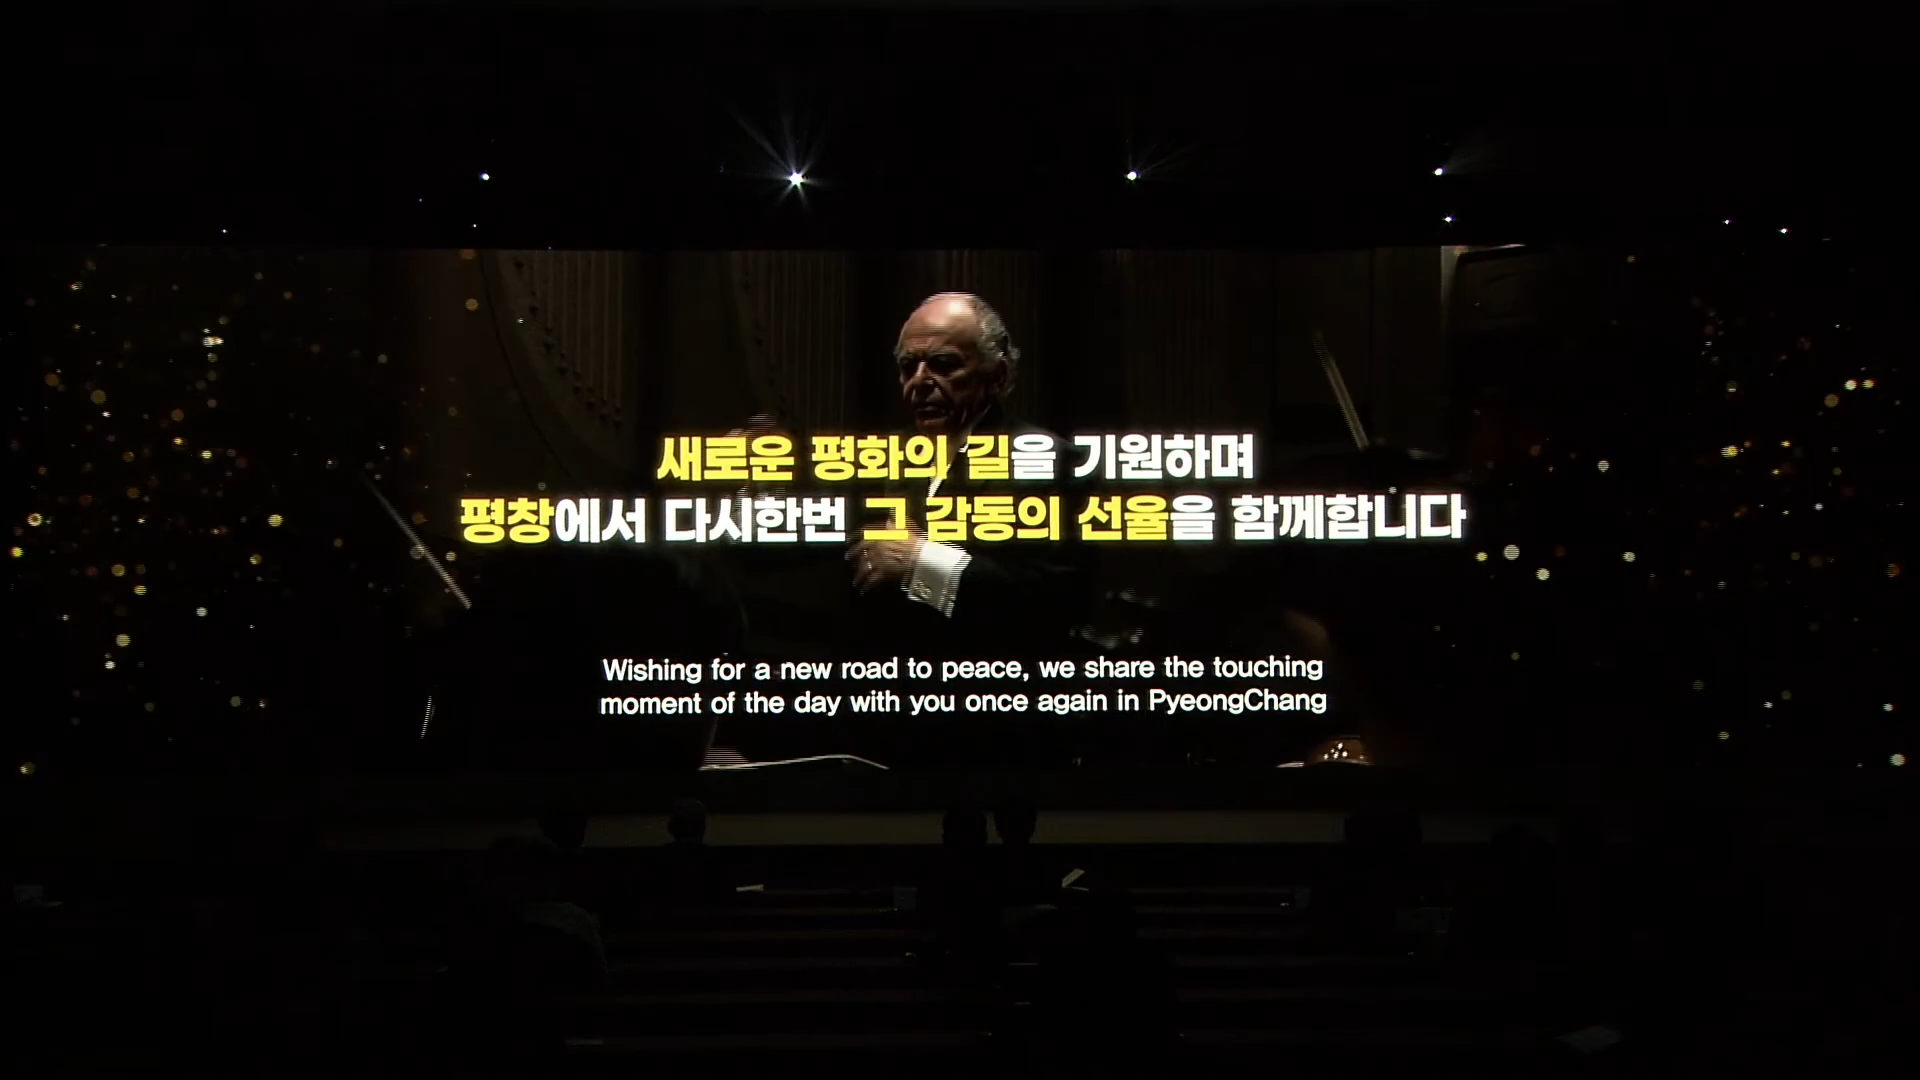 새로운 평화의 길을 기원하며
평창에서 다시한번 그 감동의 선율을 함께합니다
Wishing for a new road to peace, we share the touching
moment of the day with you once again in PyeongChang